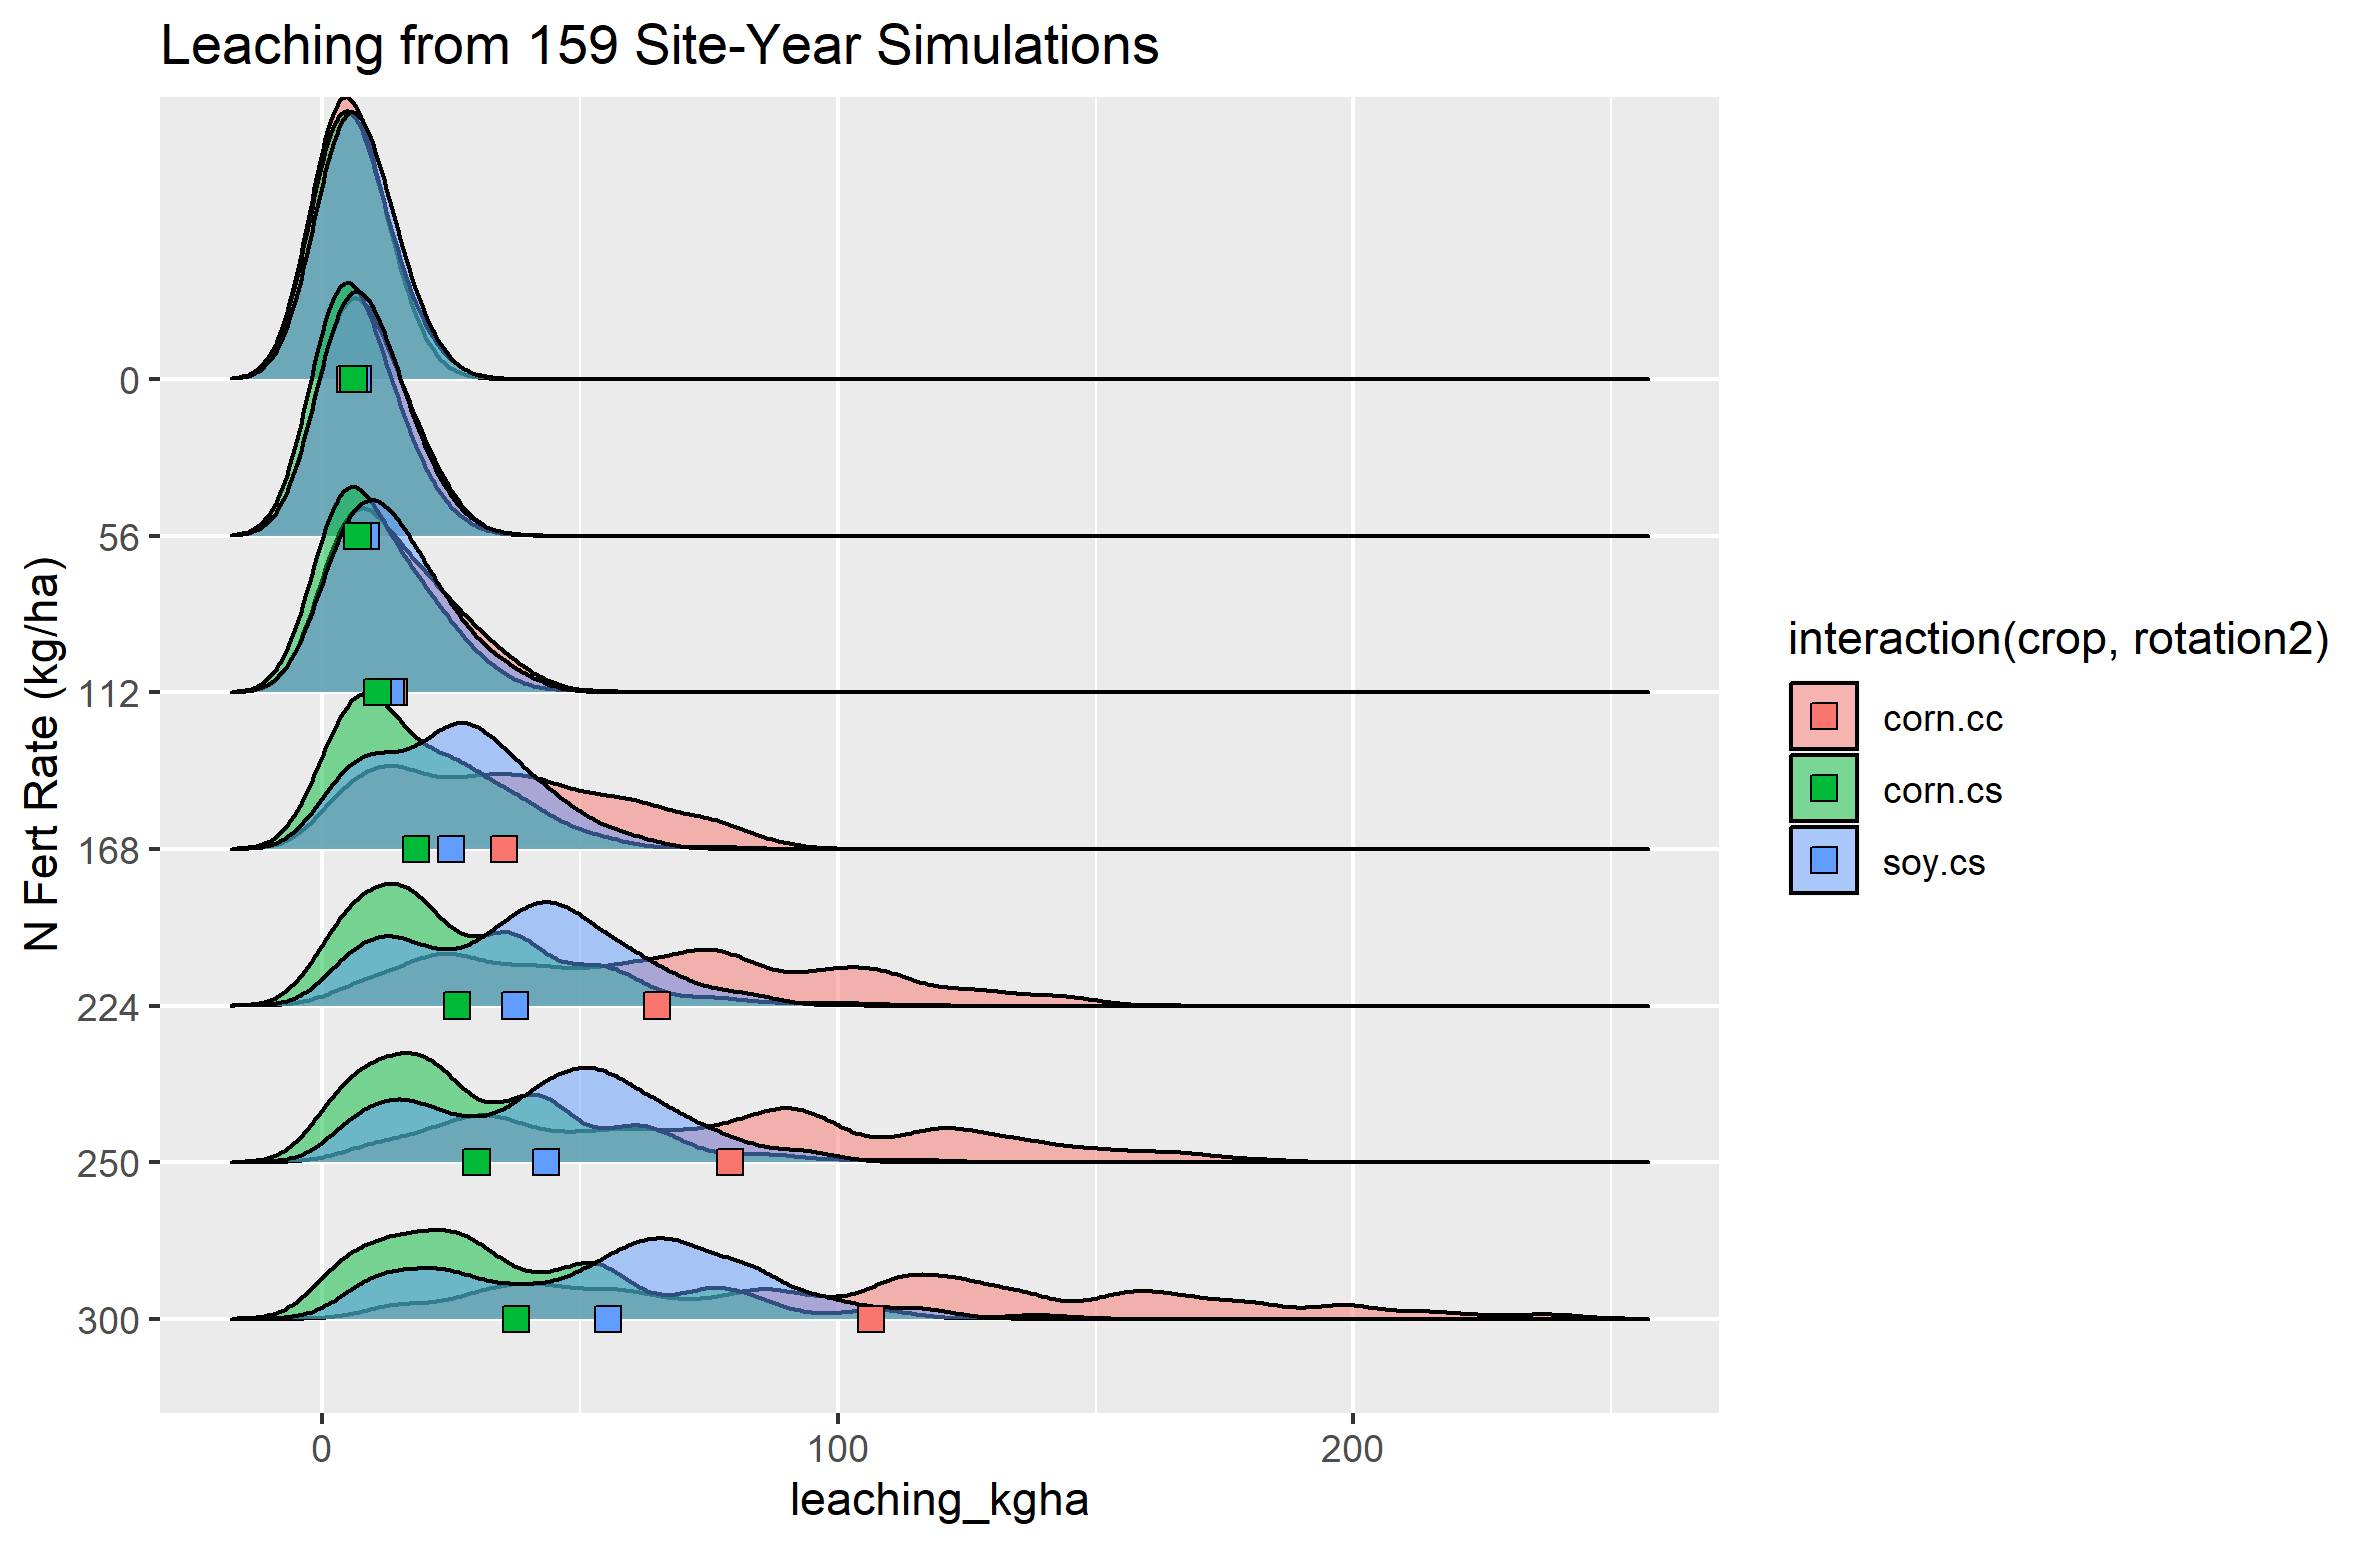 Leaching from 159 Site-Year Simulations
N Fert Rate (kg/ha)
0
56
112
168
224
250
300
0
100
200
leaching_kgha
interaction(crop, rotation2)
corn.cc
corn.cs
soy.cs